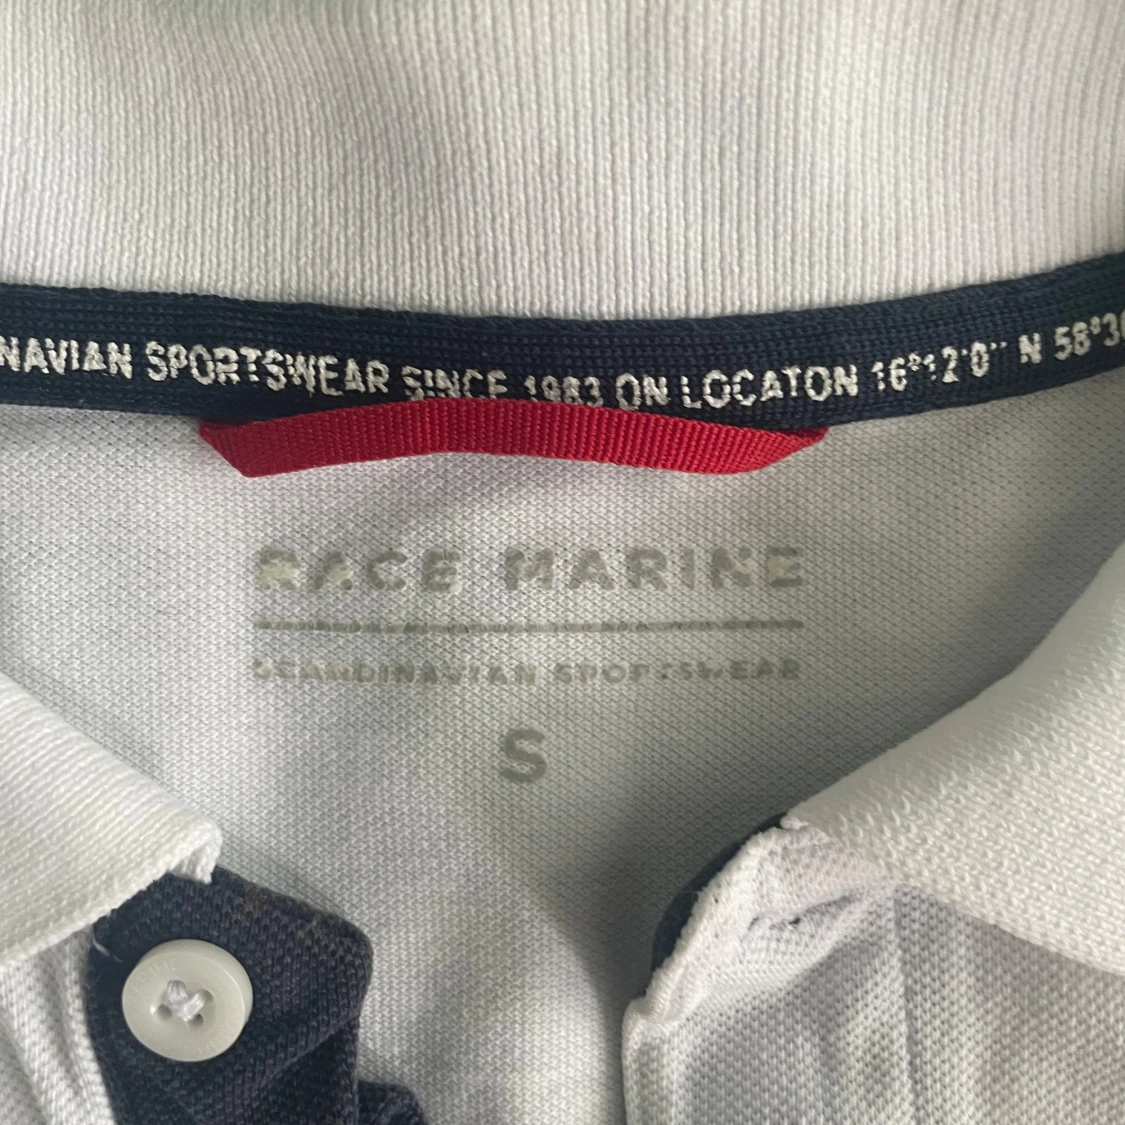 NAVIAN SPORTSWEAR SINCE 1983 ON LOCATON 16°12'0'' N 58°3
RACE MARINE
SCANDINAVIAN SPORTSWEAR
S